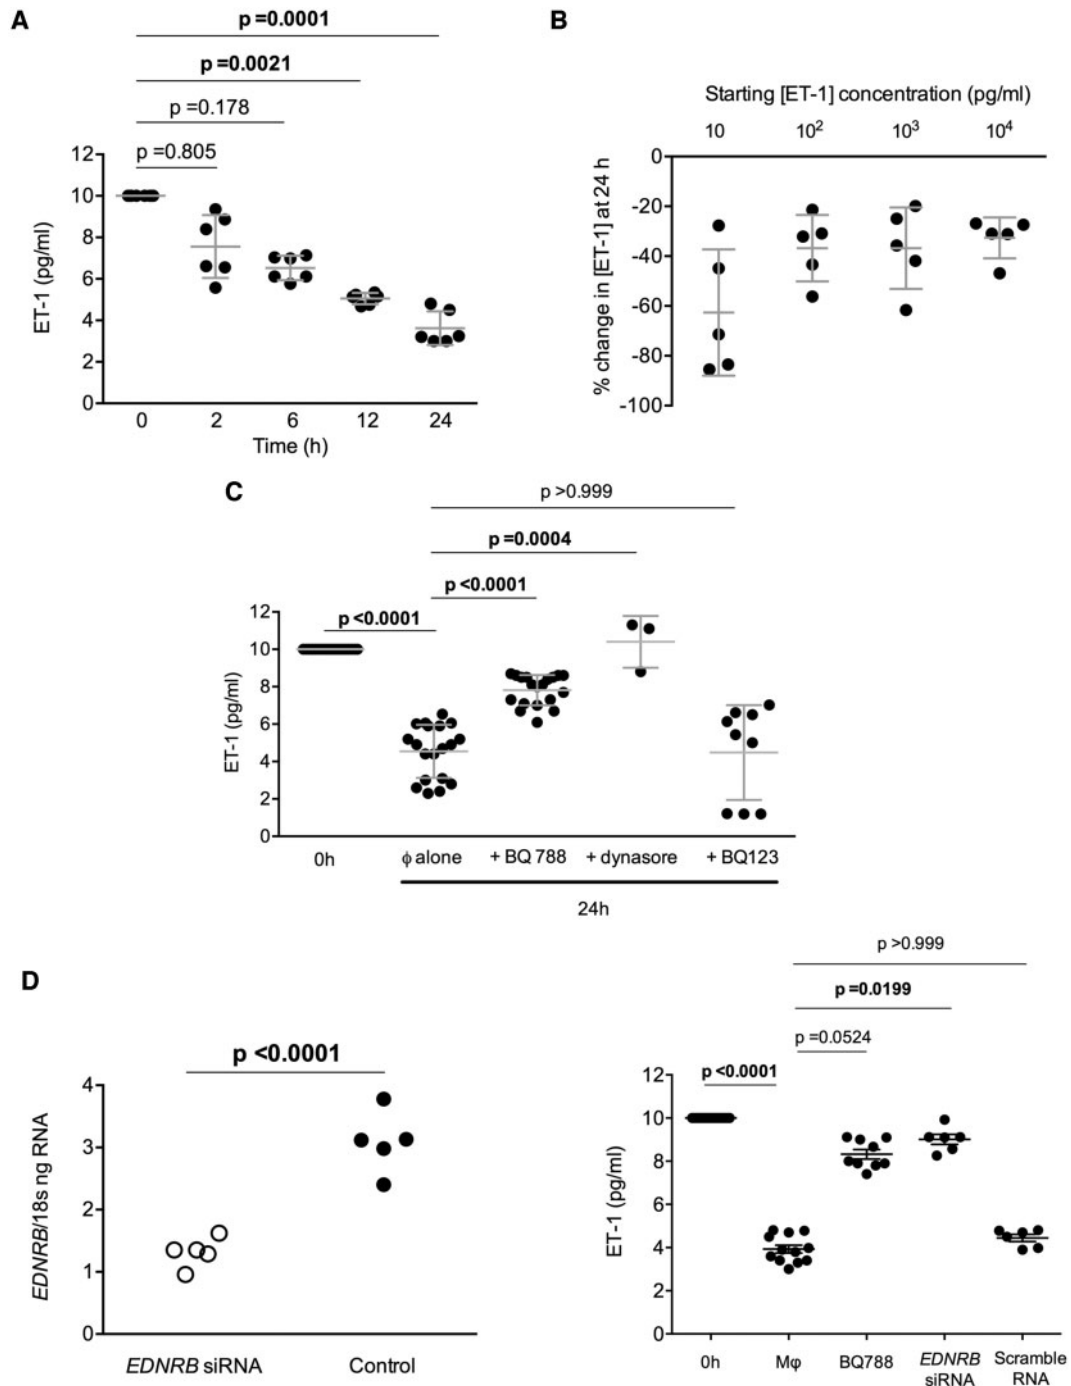 A
p =0.0001
p =0.0021
p =0.178
p =0.805
12
10
8
6
4
2
0
ET-1 (pg/ml)
0 2 6 12 24
Time (h)
B
Starting [ET-1] concentration (pg/ml)
10 10² 10³ 10⁴
0
-20
-40
-60
-80
-100
% change in [ET-1] at 24 h
C
p >0.999
p =0.0004
p <0.0001
p <0.0001
12
10
8
6
4
2
0
ET-1 (pg/ml)
0h ϕ alone + BQ 788 + dynasore + BQ123
24h
D
p <0.0001
4
3
2
1
0
EDNRB/18s ng RNA
EDNRB siRNA Control
p >0.999
p =0.0199
p =0.0524
p <0.0001
12
10
8
6
4
2
0
ET-1 (pg/ml)
0h Mφ BQ788 EDNRB siRNA Scramble RNA